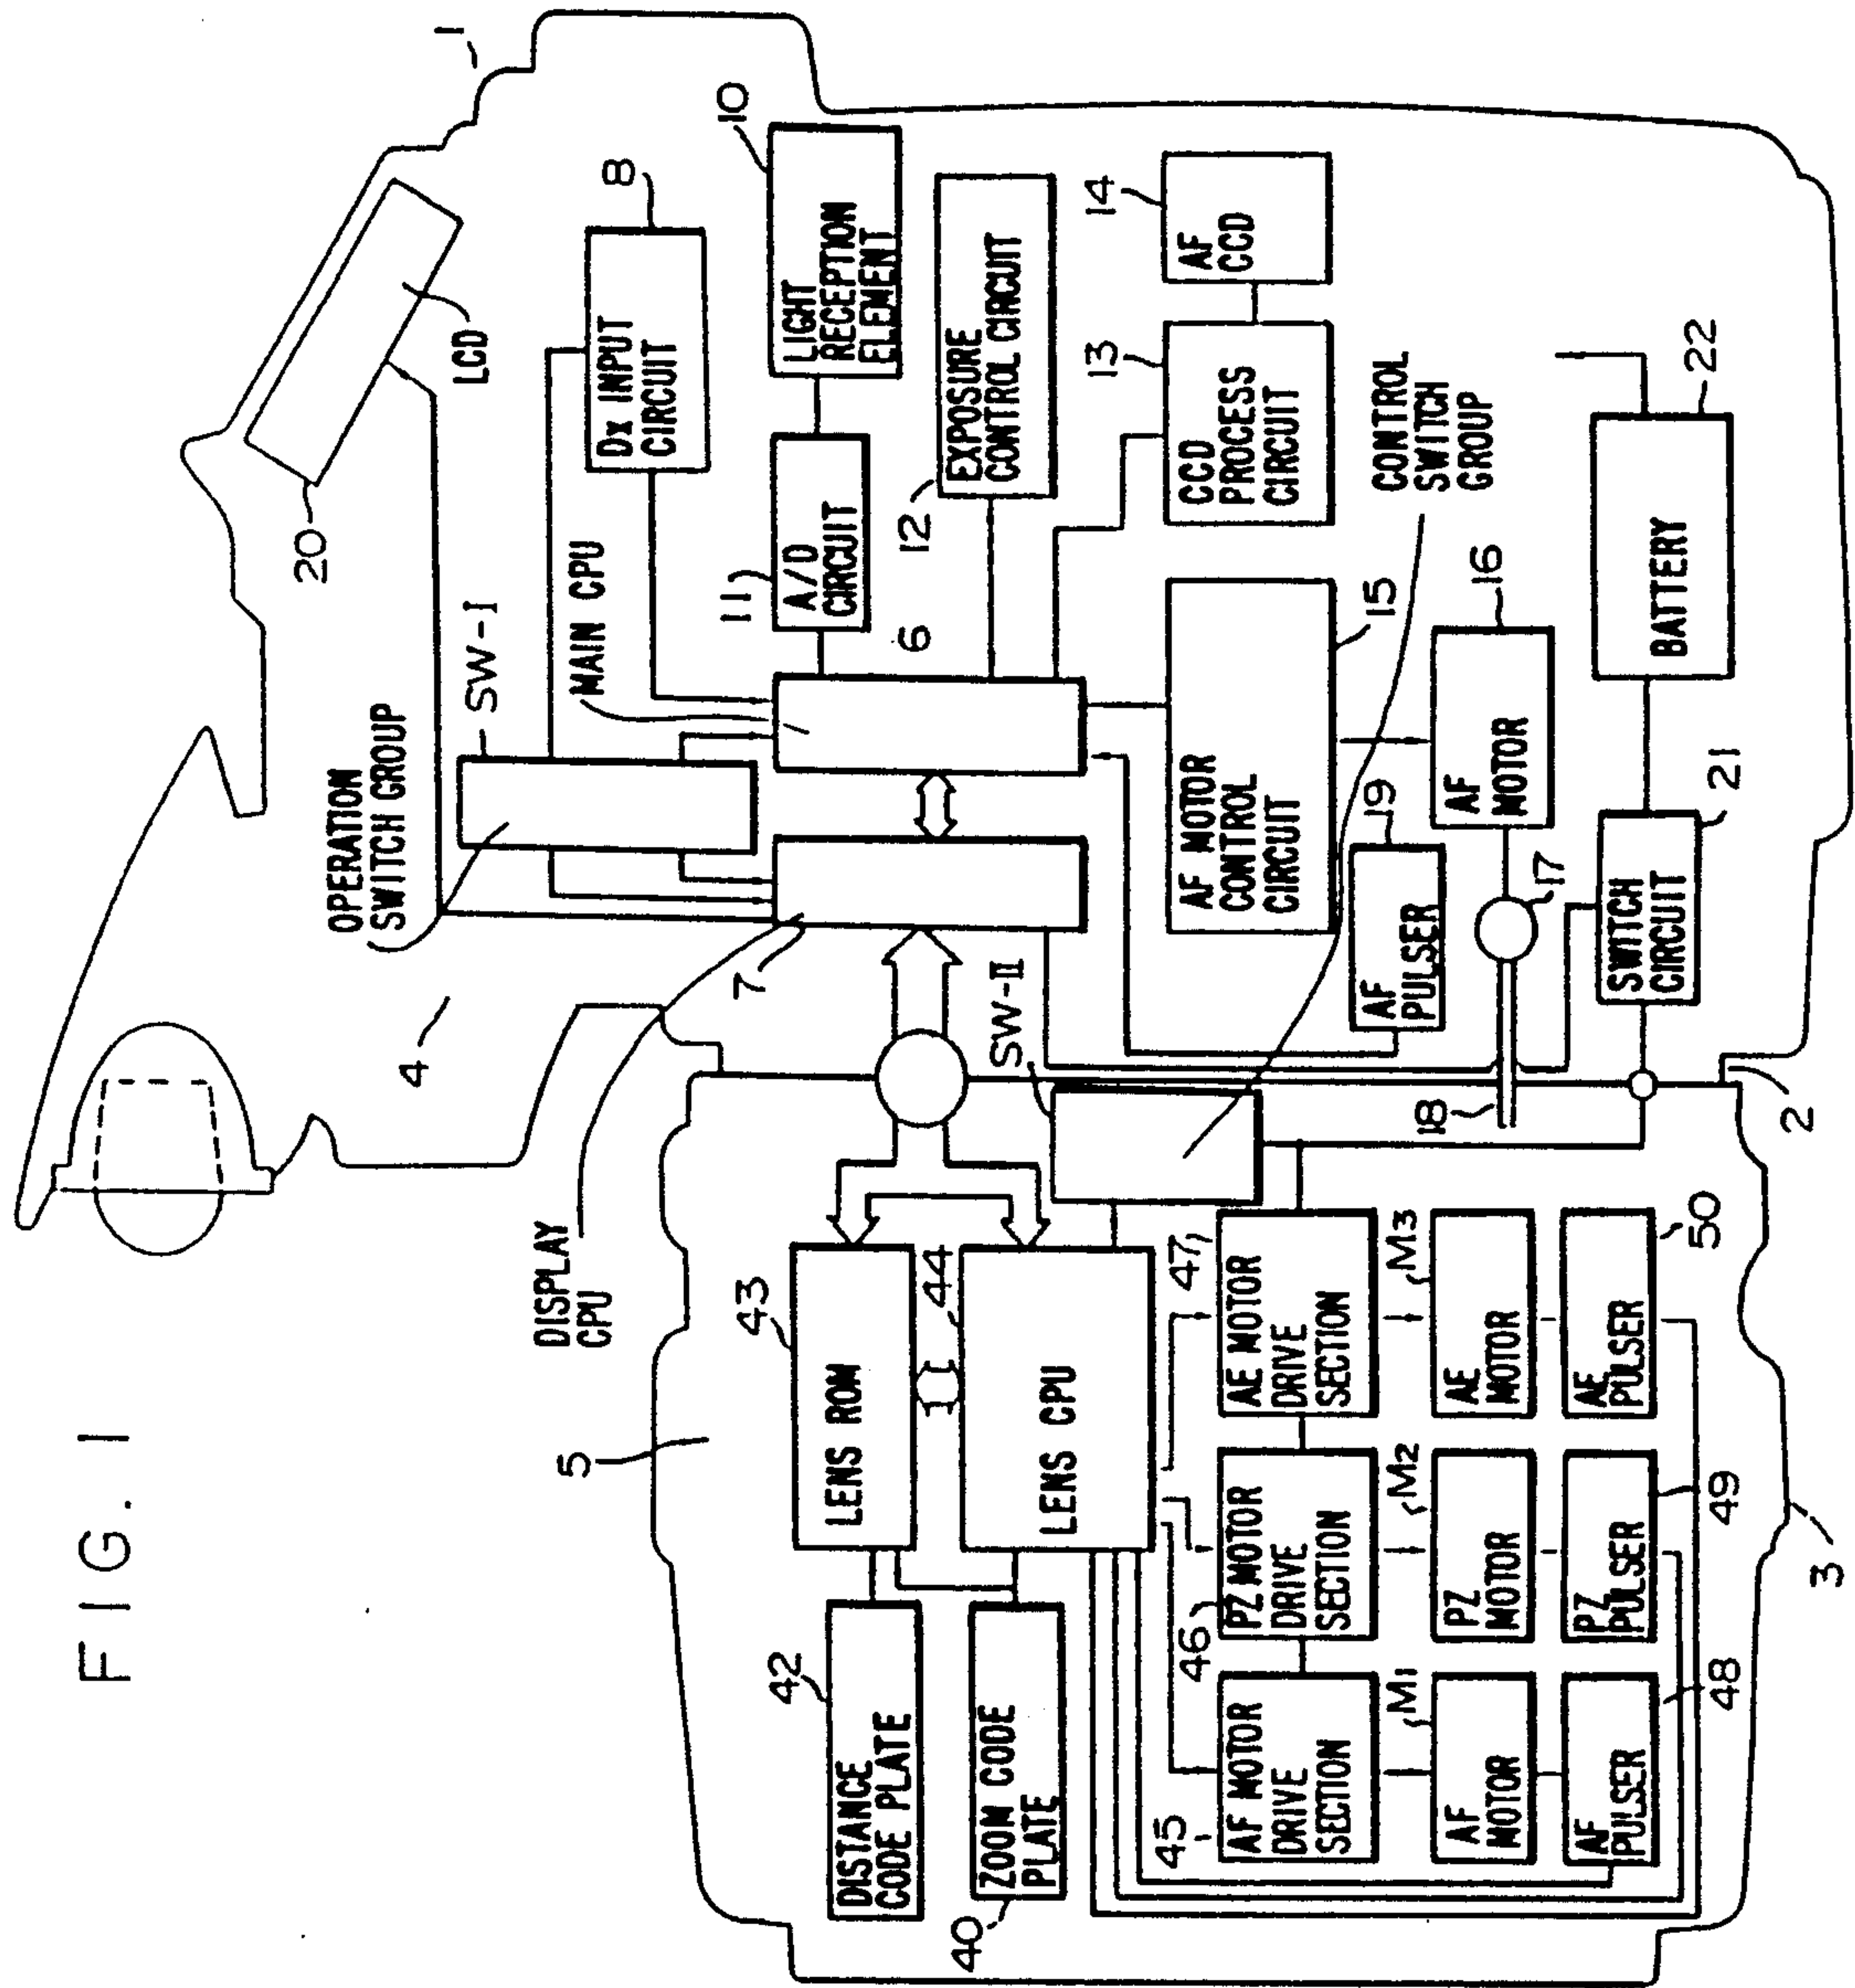 FIG. 1
1
20
LCD
OPERATION
SWITCH GROUP
SW-I
MAIN CPU
6
4
7
8
DX INPUT
CIRCUIT
10
LIGHT
RECEPTION
ELEMENT
11
A/D
CIRCUIT
12
EXPOSURE
CONTROL CIRCUIT
13
CCD
PROCESS
CIRCUIT
14
AF
CCD
CONTROL
SWITCH
GROUP
15
AF MOTOR
CONTROL
CIRCUIT
16
AF
MOTOR
17
18
19
AF
PULSER
21
SWITCH
CIRCUIT
22
BATTERY
2
SW-II
DISPLAY
CPU
5
43
LENS ROM
44
LENS CPU
42
DISTANCE
CODE PLATE
40
ZOOM CODE
PLATE
45
AF MOTOR
DRIVE
SECTION
46
PZ MOTOR
DRIVE
SECTION
47
AE MOTOR
DRIVE
SECTION
M1
AF
MOTOR
M2
PZ
MOTOR
M3
AE
MOTOR
48
AF
PULSER
49
PZ
PULSER
50
AE
PULSER
3